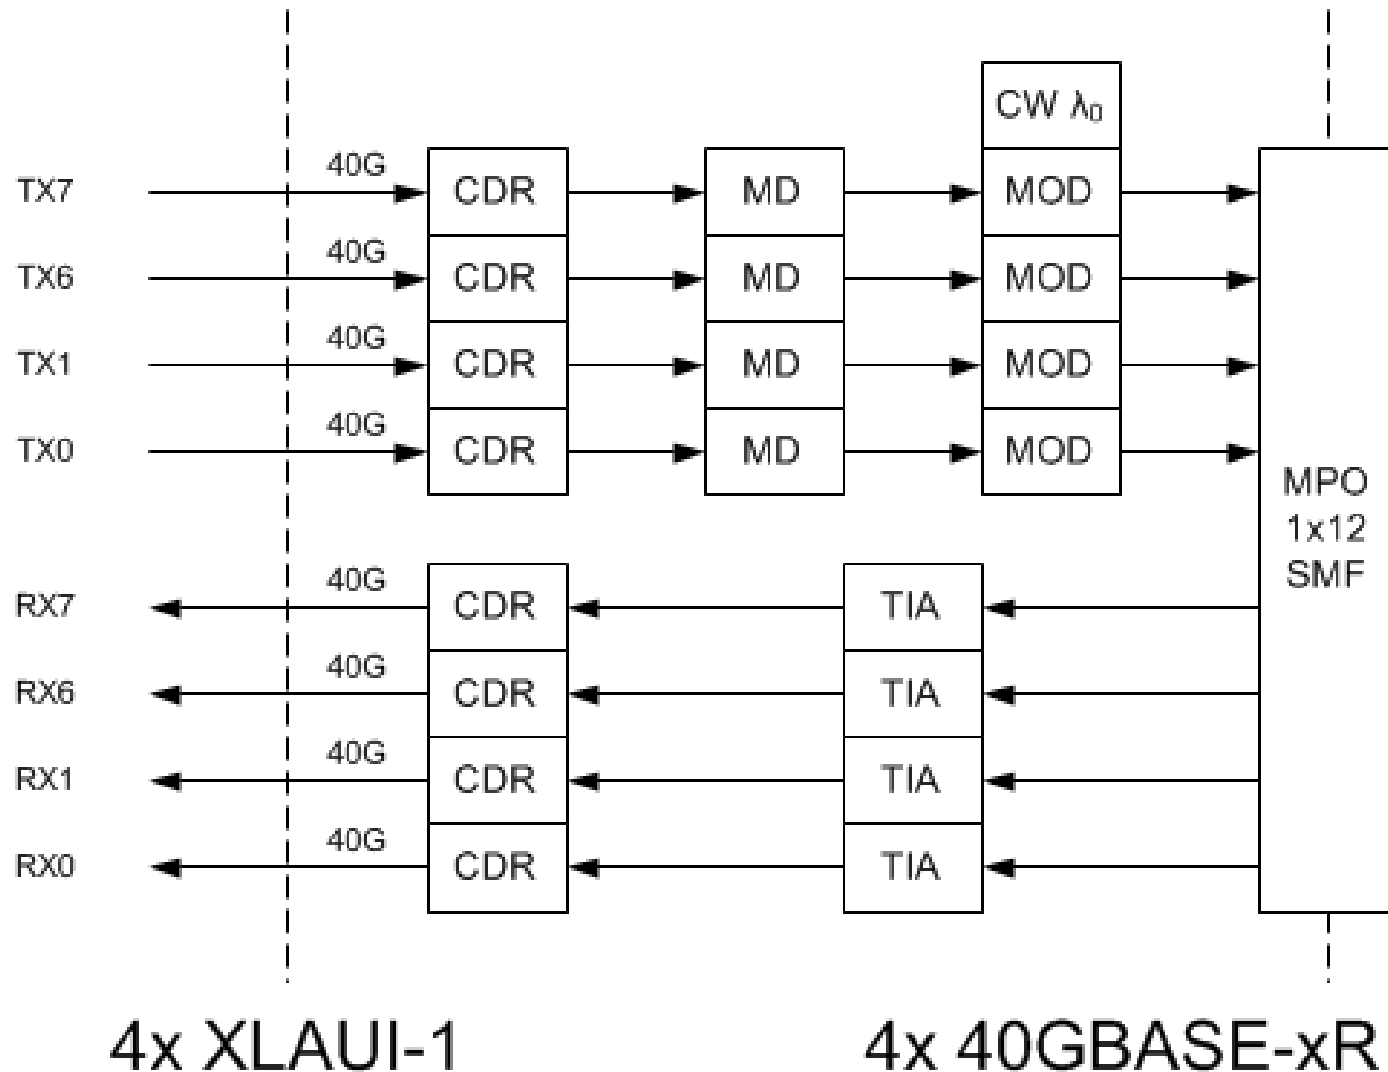 CW λ₀
TX7 40G CDR MD MOD
TX6 40G CDR MD MOD
TX1 40G CDR MD MOD
TX0 40G CDR MD MOD
MPO
1x12
SMF
RX7 40G CDR TIA
RX6 40G CDR TIA
RX1 40G CDR TIA
RX0 40G CDR TIA
4x XLAUI-1 4x 40GBASE-xR